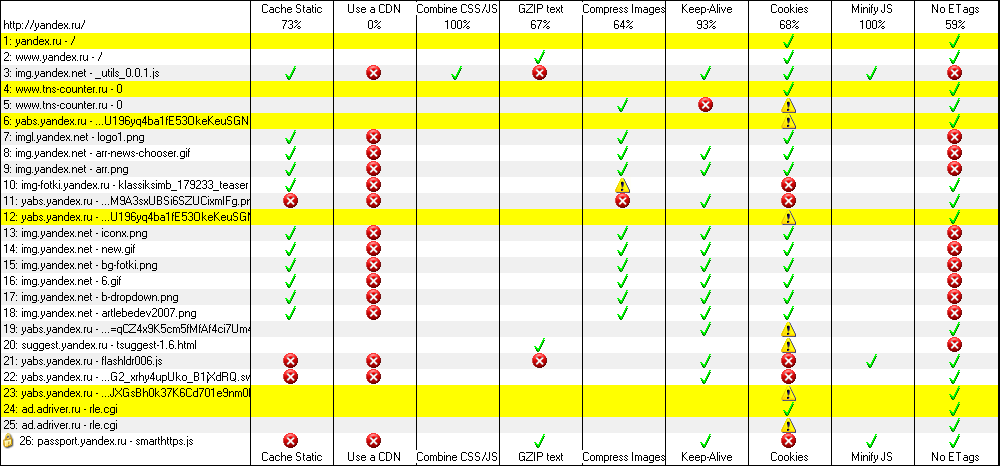 Cache Static Use a CDN Combine CSS/JS GZIP text Compress Images Keep-Alive Cookies Minify JS No ETags
http://yandex.ru/ 73% 0% 100% 67% 64% 93% 68% 100% 59%
1: yandex.ru - /
2: www.yandex.ru - /
3: img.yandex.net - _utils_0.0.1.js
4: www.tns-counter.ru - 0
5: www.tns-counter.ru - 0
6: yabs.yandex.ru - ...U196yq4ba1fE53OkeKeuSGN
7: imgl.yandex.net - logo1.png
8: img.yandex.net - arr-news-chooser.gif
9: img.yandex.net - arr.png
10: img-fotki.yandex.ru - klassiksimb_179233_teaser
11: yabs.yandex.ru - ...M9A3sxUBSi6SZUCixmlFg.pn
12: yabs.yandex.ru - ...U196yq4ba1fE53OkeKeuSGN
13: img.yandex.net - iconx.png
14: img.yandex.net - new.gif
15: img.yandex.net - bg-fotki.png
16: img.yandex.net - 6.gif
17: img.yandex.net - b-dropdown.png
18: img.yandex.net - artlebedev2007.png
19: yabs.yandex.ru - ...=qCZ4x9K5cm5fMfAf4ci7Um4
20: suggest.yandex.ru - tsuggest-1.6.html
21: yabs.yandex.ru - flashldr006.js
22: yabs.yandex.ru - ...G2_xrhy4upUko_B1jXdRQ.sw
23: yabs.yandex.ru - ...JXGsBh0k37K6Cd701e9nm0
24: ad.adriver.ru - rle.cgi
25: ad.adriver.ru - rle.cgi
26: passport.yandex.ru - smarthttps.js
Cache Static Use a CDN Combine CSS/JS GZIP text Compress Images Keep-Alive Cookies Minify JS No ETags